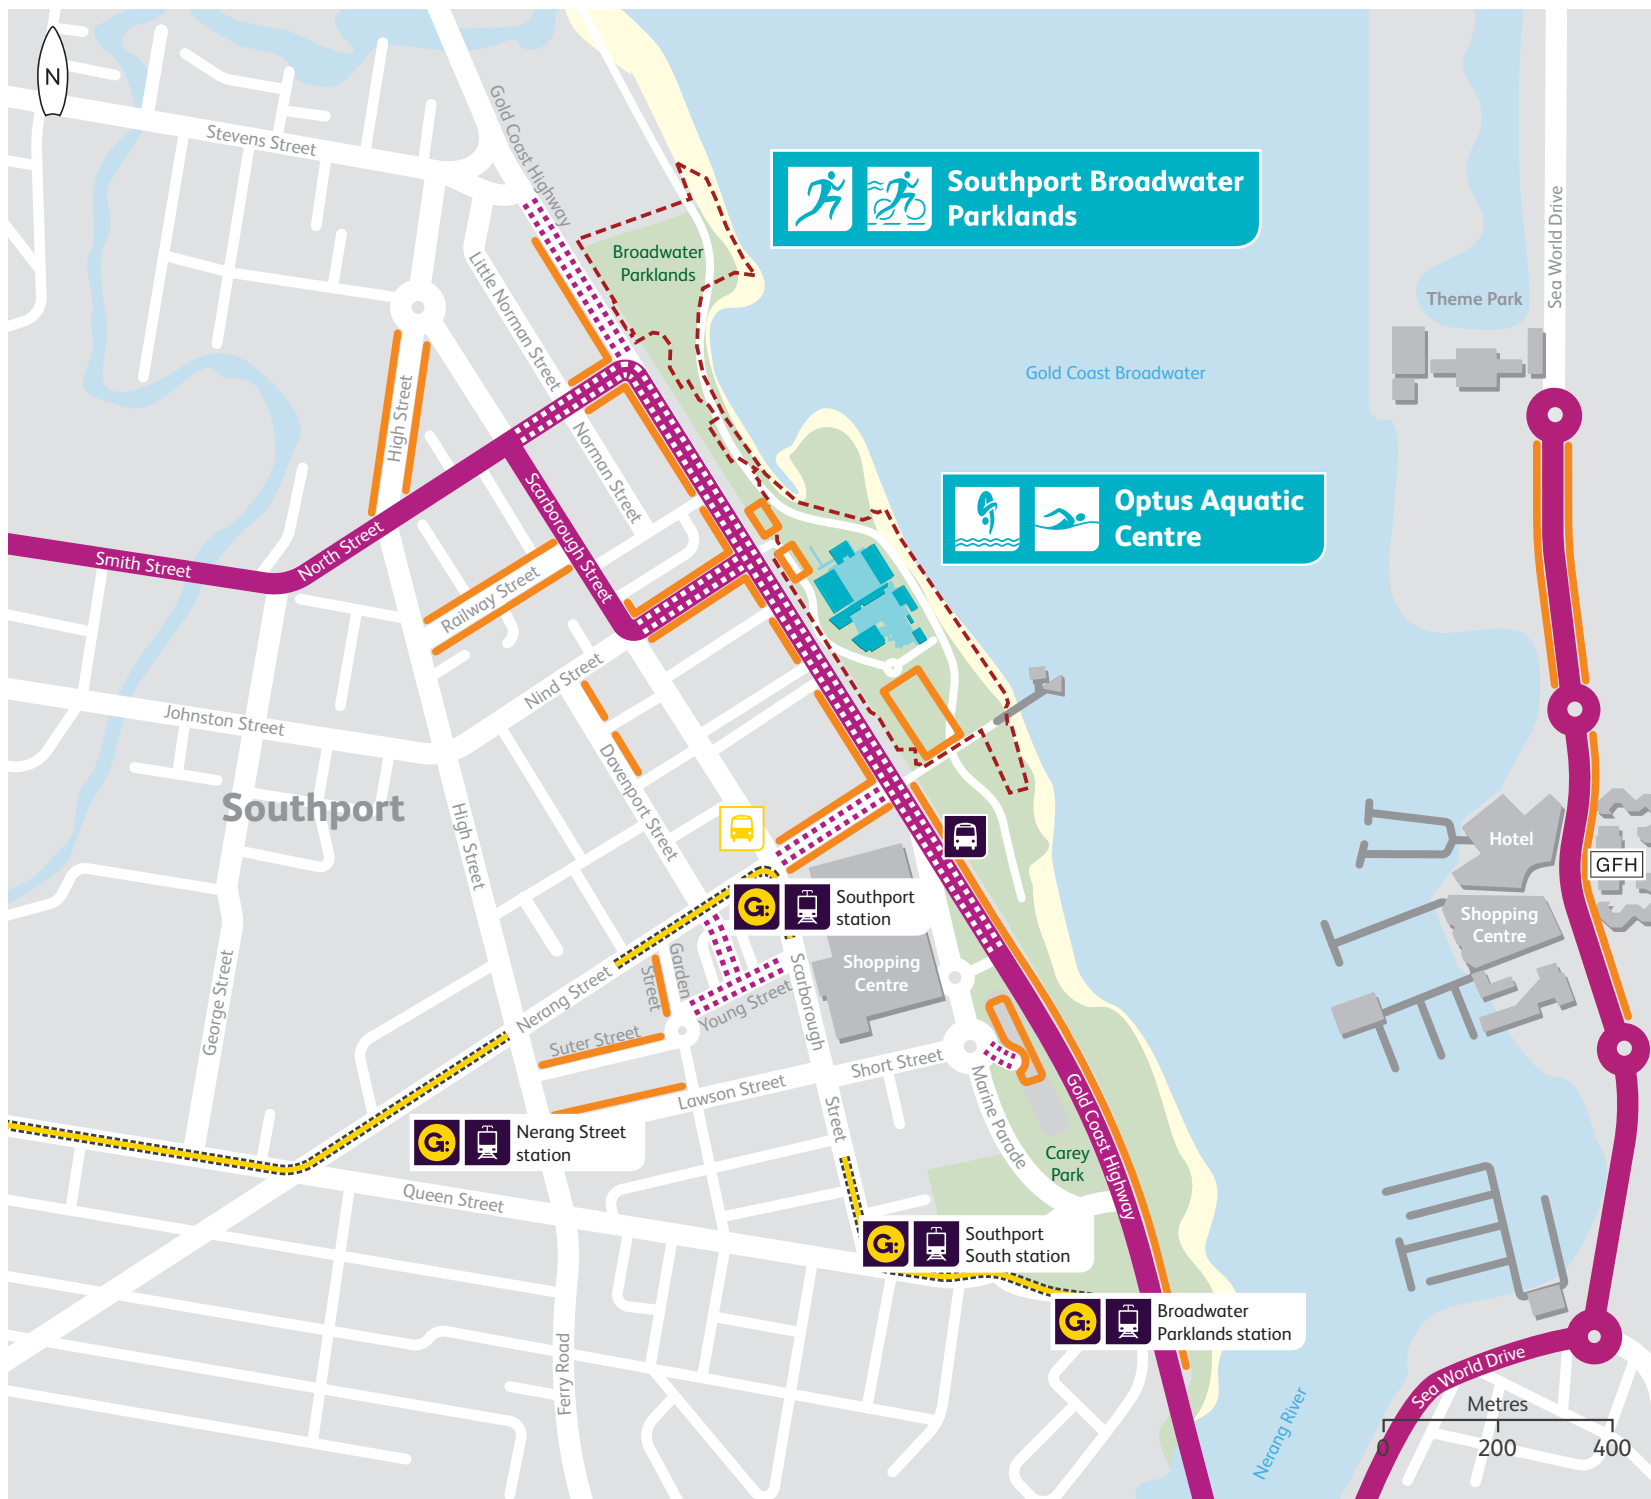 N
Stevens Street
Gold Coast Highway
Southport Broadwater
Parklands
Sea World Drive
Broadwater
Parklands
Little Norman Street
Theme Park
Gold Coast Broadwater
High Street
Norman Street
Scarborough Street
Optus Aquatic
Centre
Smith Street
North Street
Railway Street
Nind Street
Johnston Street
Davenport Street
Southport
High Street
Hotel
GFH
Southport
station
Shopping
Centre
Shopping
Centre
George Street
Nerang Street
Garden
Street
Young Street
Scarborough
Street
Suter Street
Short Street
Lawson Street
Marine Parade
Gold Coast Highway
Nerang Street
station
Carey
Park
Queen Street
G:
G:
G:
G:
Southport
South station
Broadwater
Parklands station
Ferry Road
Sea World Drive
Nerang River
Metres
0
200
400